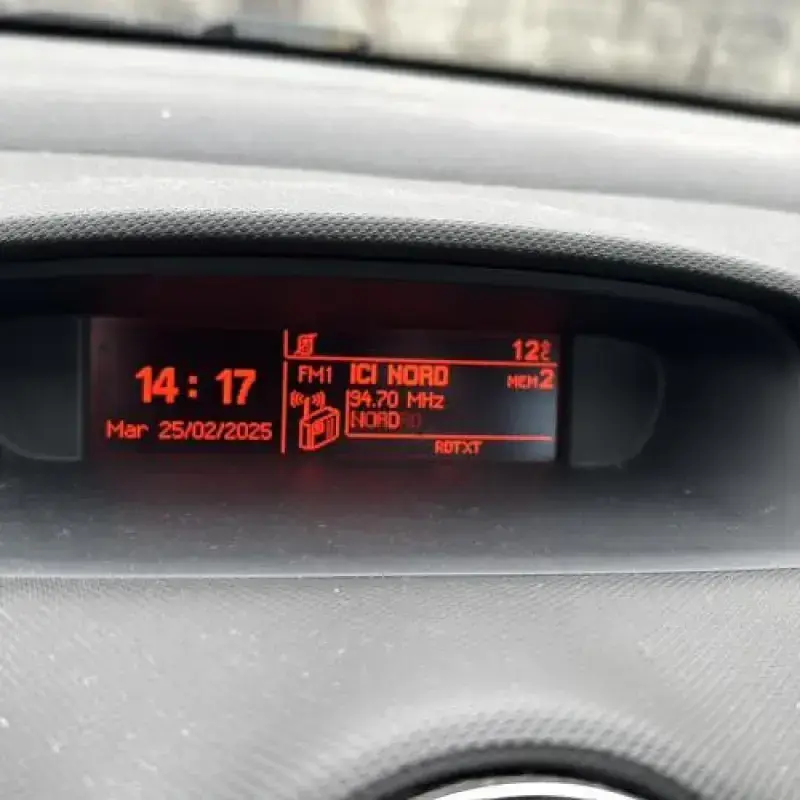 14:17
Mar 25/02/2025
12
FM1 ICI NORD MEM2
94.70 MHz
NORD
RDTXT